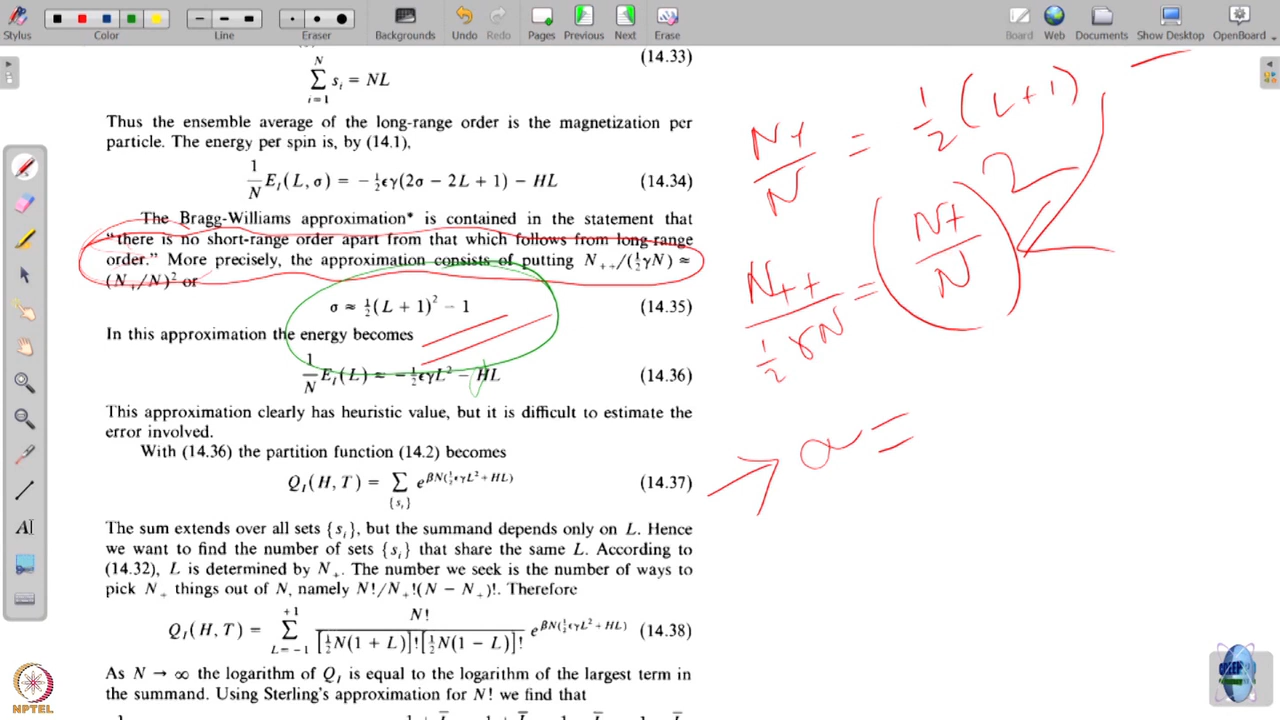 Stylus
Color
Line
Eraser
Backgrounds
Undo
Redo
Pages
Previous
Next
Erase
Board
Web
Documents
Show Desktop
OpenBoard
N
∑ sᵢ = NL
i=1
(14.33)
Thus the ensemble average of the long-range order is the magnetization per
particle. The energy per spin is, by (14.1),
1/N E_I(L, σ) = −½ϵγ(2σ − 2L + 1) − HL (14.34)
The Bragg-Williams approximation* is contained in the statement that
"there is no short-range order apart from that which follows from long-range
order." More precisely, the approximation consists of putting N₊₊/(½γN) ≈
(N₊/N)² or
σ ≈ ½(L + 1)² − 1 (14.35)
In this approximation the energy becomes
1/N E_I(L) ≈ −½ϵγL² − HL (14.36)
This approximation clearly has heuristic value, but it is difficult to estimate the
error involved.
With (14.36) the partition function (14.2) becomes
Q_I(H, T) = ∑ e^{βN(½ϵγL²+HL)} (14.37)
{sᵢ}
The sum extends over all sets {sᵢ}, but the summand depends only on L. Hence
we want to find the number of sets {sᵢ} that share the same L. According to
(14.32), L is determined by N₊. The number we seek is the number of ways to
pick N₊ things out of N, namely N!/N₊!(N − N₊)!. Therefore
+1
Q_I(H, T) = ∑ N!/[½N(1 + L)]![½N(1 − L)]! e^{βN(½ϵγL²+HL)} (14.38)
L=−1
As N → ∞ the logarithm of Q_I is equal to the logarithm of the largest term in
the summand. Using Sterling's approximation for N! we find that
N+/N = 1/2 (L+1)
N++/½γN = (N+/N)²
→ α =
NPTEL